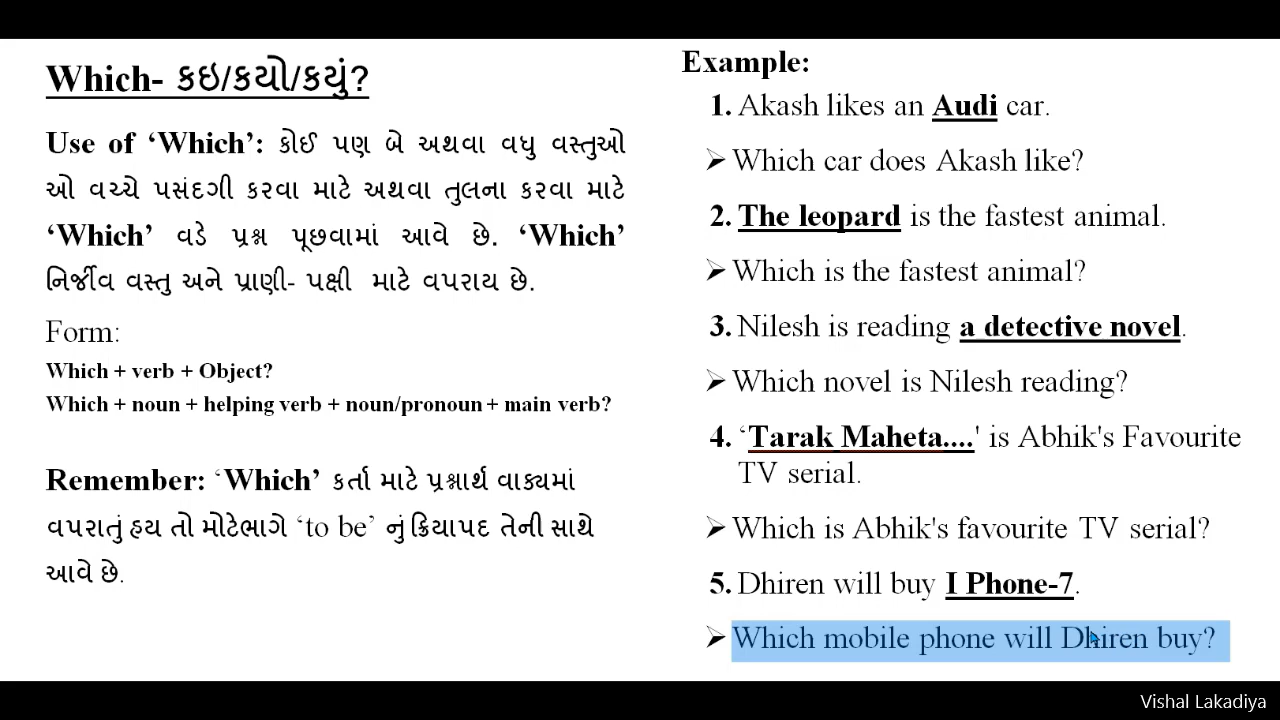 Which- કઇ/કયો/કયું?
Use of ‘Which’: કોઈ પણ બે અથવા વધુ વસ્તુઓ
ઓ વચ્ચે પસંદગી કરવા માટે અથવા તુલના કરવા માટે
‘Which’ વડે પ્રશ્ન પૂછવામાં આવે છે. ‘Which’
નિર્જીવ વસ્તુ અને પ્રાણી- પક્ષી માટે વપરાય છે.
Form:
Which + verb + Object?
Which + noun + helping verb + noun/pronoun + main verb?
Remember: ‘Which’ કર્તા માટે પ્રશ્નાર્થ વાક્યમાં
વપરાતું હય તો મોટેભાગે ‘to be’ નું ક્રિયાપદ તેની સાથે
આવે છે.
Example:
1. Akash likes an Audi car.
➢ Which car does Akash like?
2. The leopard is the fastest animal.
➢ Which is the fastest animal?
3. Nilesh is reading a detective novel.
➢ Which novel is Nilesh reading?
4. ‘Tarak Maheta....' is Abhik's Favourite
TV serial.
➢ Which is Abhik's favourite TV serial?
5. Dhiren will buy I Phone-7.
➢ Which mobile phone will Dhiren buy?
Vishal Lakadiya